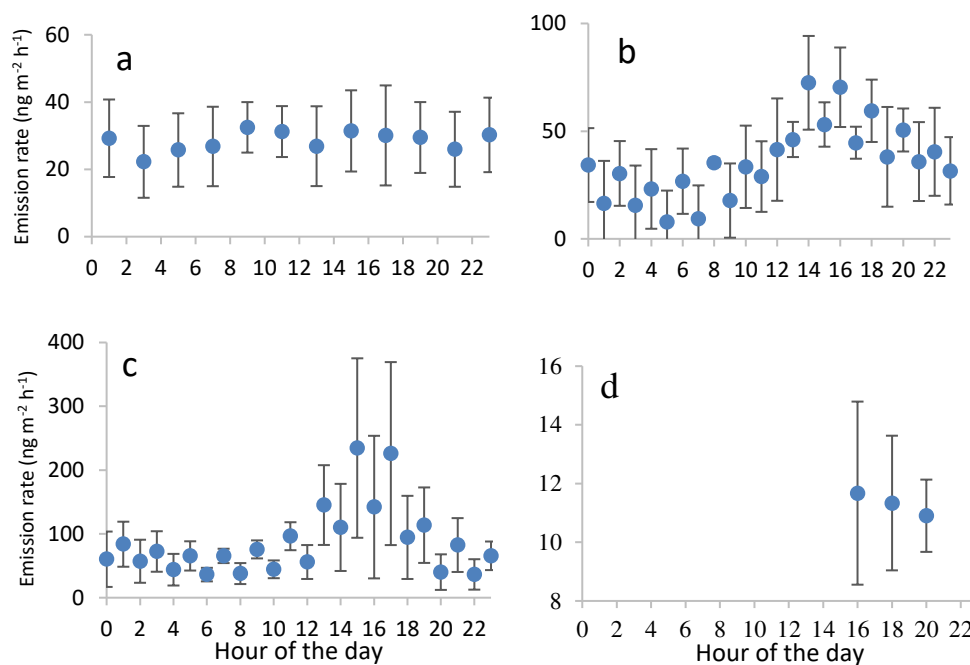 a
60
40
20
0
0 2 4 6 8 10 12 14 16 18 20 22
Emission rate (ng m⁻² h⁻¹)
b
100
50
0
0 2 4 6 8 10 12 14 16 18 20 22
c
400
300
200
100
0
0 2 4 6 8 10 12 14 16 18 20 22
Emission rate (ng m⁻² h⁻¹)
Hour of the day
d
16
14
12
10
8
0 2 4 6 8 10 12 14 16 18 20 22
Hour of the day